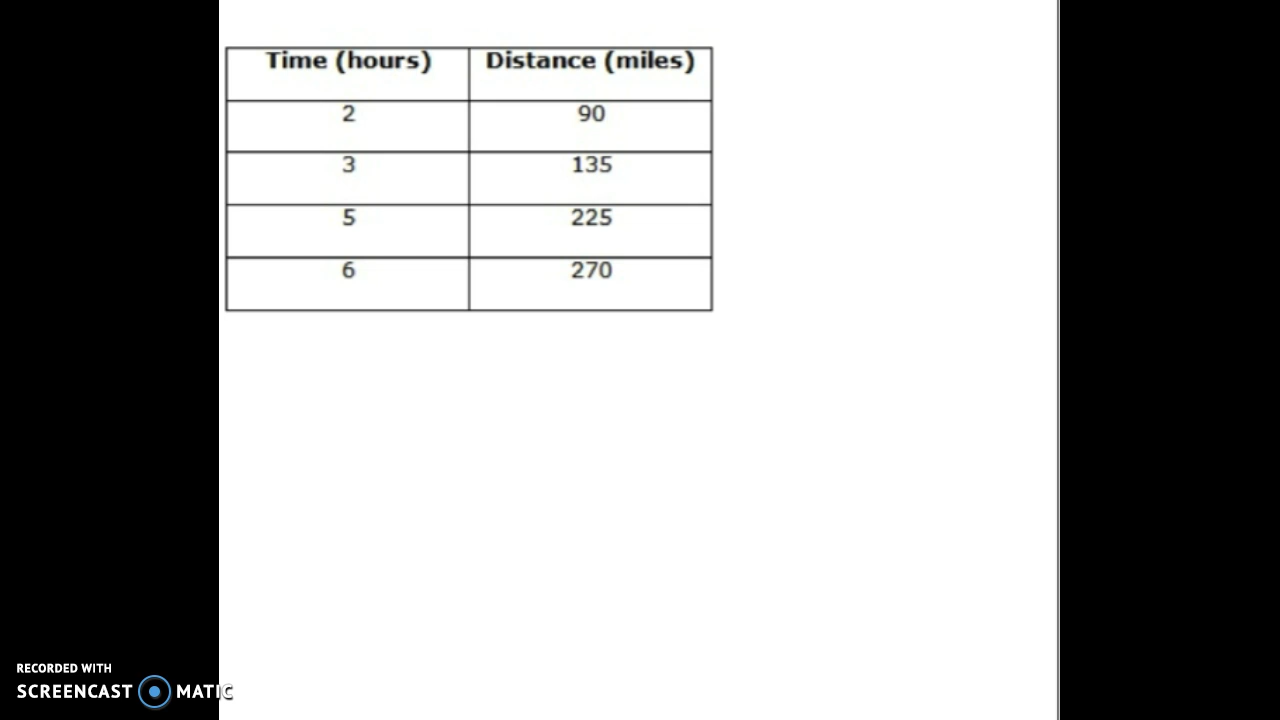 Time (hours) Distance (miles)
2 90
3 135
5 225
6 270
RECORDED WITH
SCREENCAST MATIC